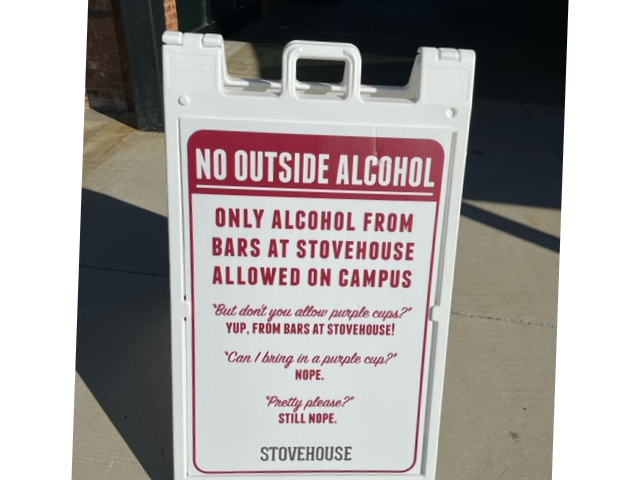 NO OUTSIDE ALCOHOL
ONLY ALCOHOL FROM
BARS AT STOVEHOUSE
ALLOWED ON CAMPUS
"But don't you allow purple cups?"
YUP, FROM BARS AT STOVEHOUSE!
"Can I bring in a purple cup?"
NOPE.
"Pretty please?"
STILL NOPE.
STOVEHOUSE